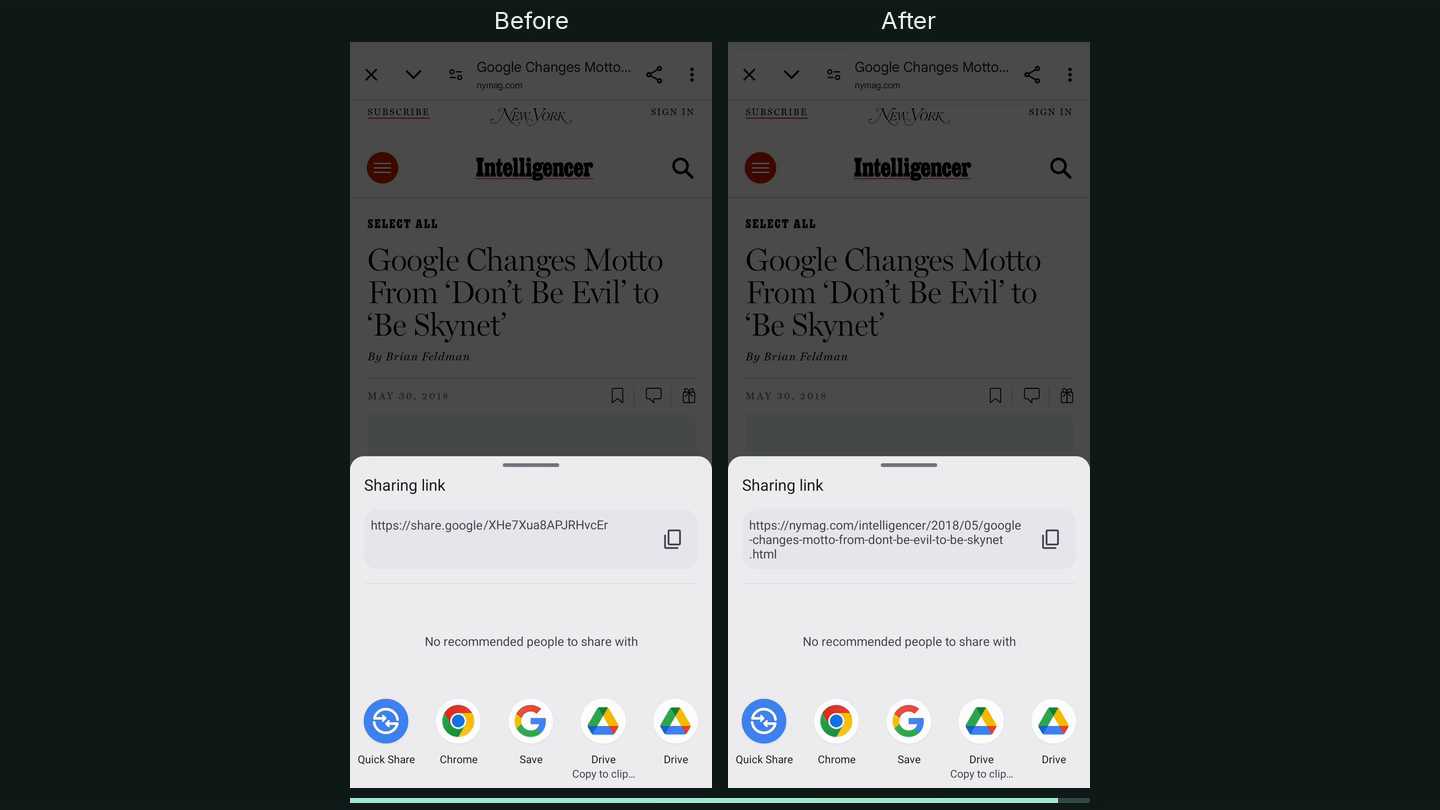 Before
Google Changes Motto...
nymag.com
SUBSCRIBE
NEW YORK
SIGN IN
Intelligencer
SELECT ALL
Google Changes Motto
From ‘Don’t Be Evil’ to
‘Be Skynet’
By Brian Feldman
MAY 30, 2018
Sharing link
https://share.google/XHe7Xua8APJRHvcEr
No recommended people to share with
Quick Share
Chrome
Save
Drive
Copy to clip...
Drive
After
Google Changes Motto...
nymag.com
SUBSCRIBE
NEW YORK
SIGN IN
Intelligencer
SELECT ALL
Google Changes Motto
From ‘Don’t Be Evil’ to
‘Be Skynet’
By Brian Feldman
MAY 30, 2018
Sharing link
https://nymag.com/intelligencer/2018/05/google
-changes-motto-from-dont-be-evil-to-be-skynet
.html
No recommended people to share with
Quick Share
Chrome
Save
Drive
Copy to clip...
Drive